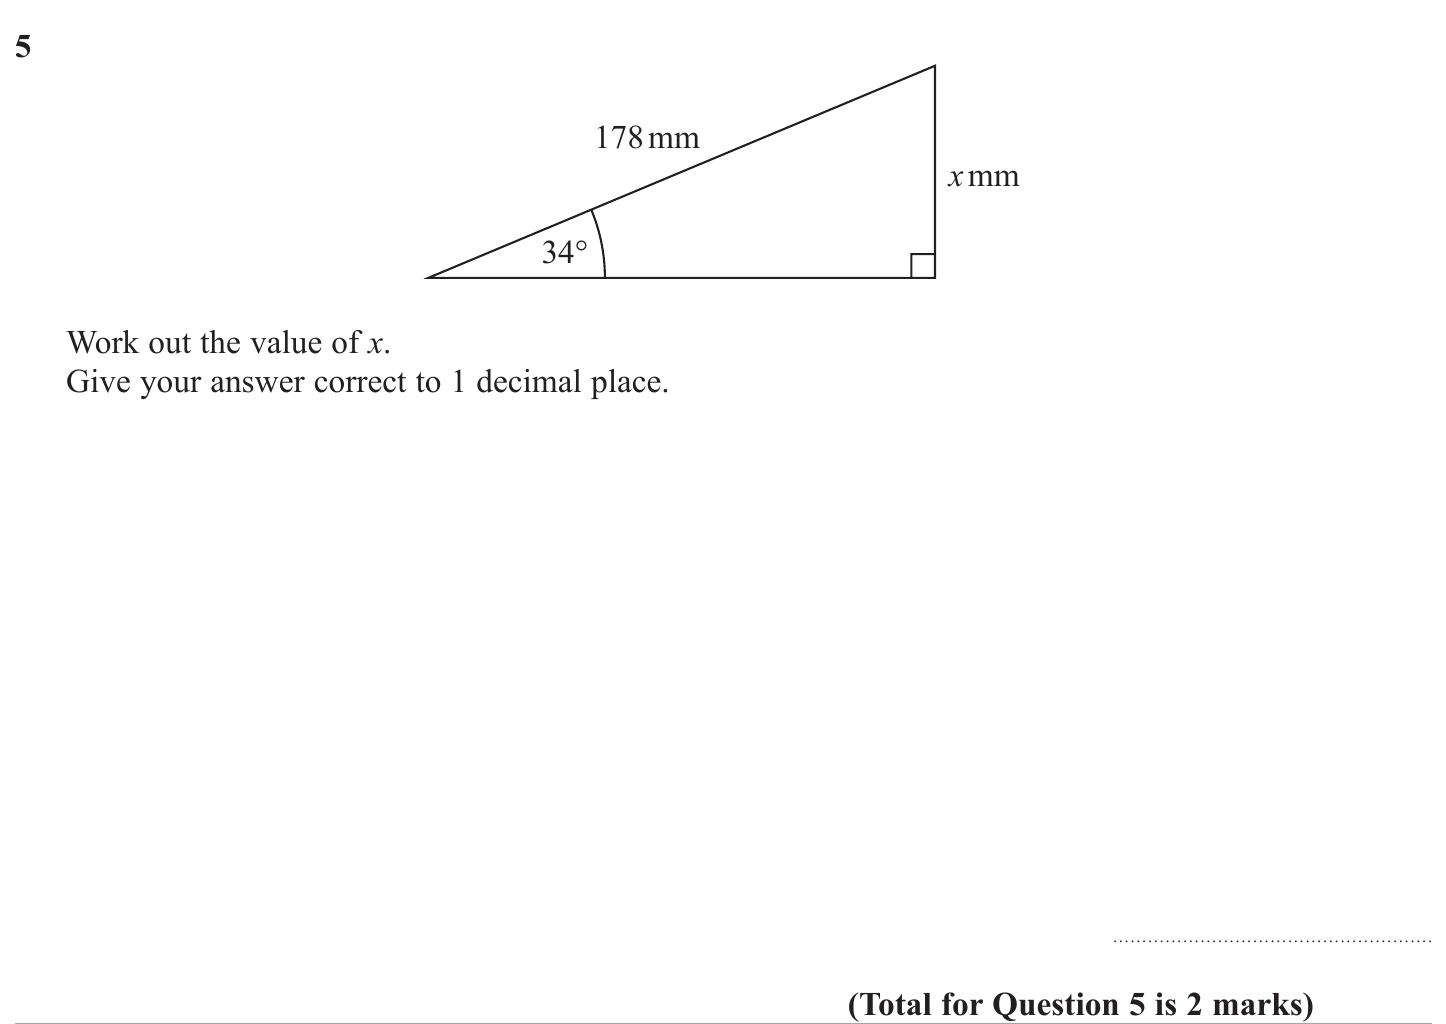 5
178 mm
x mm
34°
Work out the value of x.
Give your answer correct to 1 decimal place.
(Total for Question 5 is 2 marks)